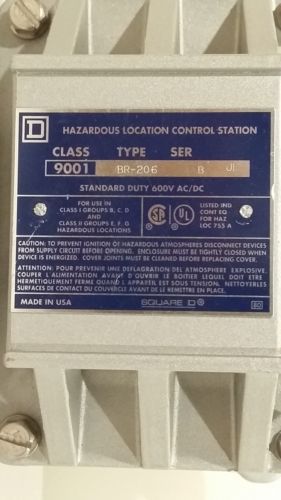 D
HAZARDOUS LOCATION CONTROL STATION
CLASS TYPE SER
9001 BR-206 B
STANDARD DUTY 600V AC/DC
FOR USE IN
CLASS I GROUPS B, C, D
AND
CLASS II GROUPS E, F, G
HAZARDOUS LOCATIONS
SA UL
LISTED IND
CONT EQ
FOR HAZ
LOC 755 A
CAUTION: TO PREVENT IGNITION OF HAZARDOUS ATMOSPHERES DISCONNECT DEVICES
FROM SUPPLY CIRCUIT BEFORE OPENING. ENCLOSURE MUST BE TIGHTLY CLOSED WHEN
DEVICE IS ENERGIZED. COVER JOINTS MUST BE CLEANED BEFORE REPLACING COVER.
ATTENTION: POUR PREVENIR UNE DEFLAGRATION DEL ATMOSPHERE EXPLOSIVE,
COUPER L'ALIMENTATION AVANT D'OUVRIR LE BOITIER LEQUEL DOIT ETRE
HERMETIQUEMENT FERME QUAND L'APPAREIL EST SOUS TENSION. NETTOYERLES
SURFACES DE CONTACT DU COUVERCLE AVANT DE LE REMETTRE EN PLACE.
MADE IN USA SQUARE D ®